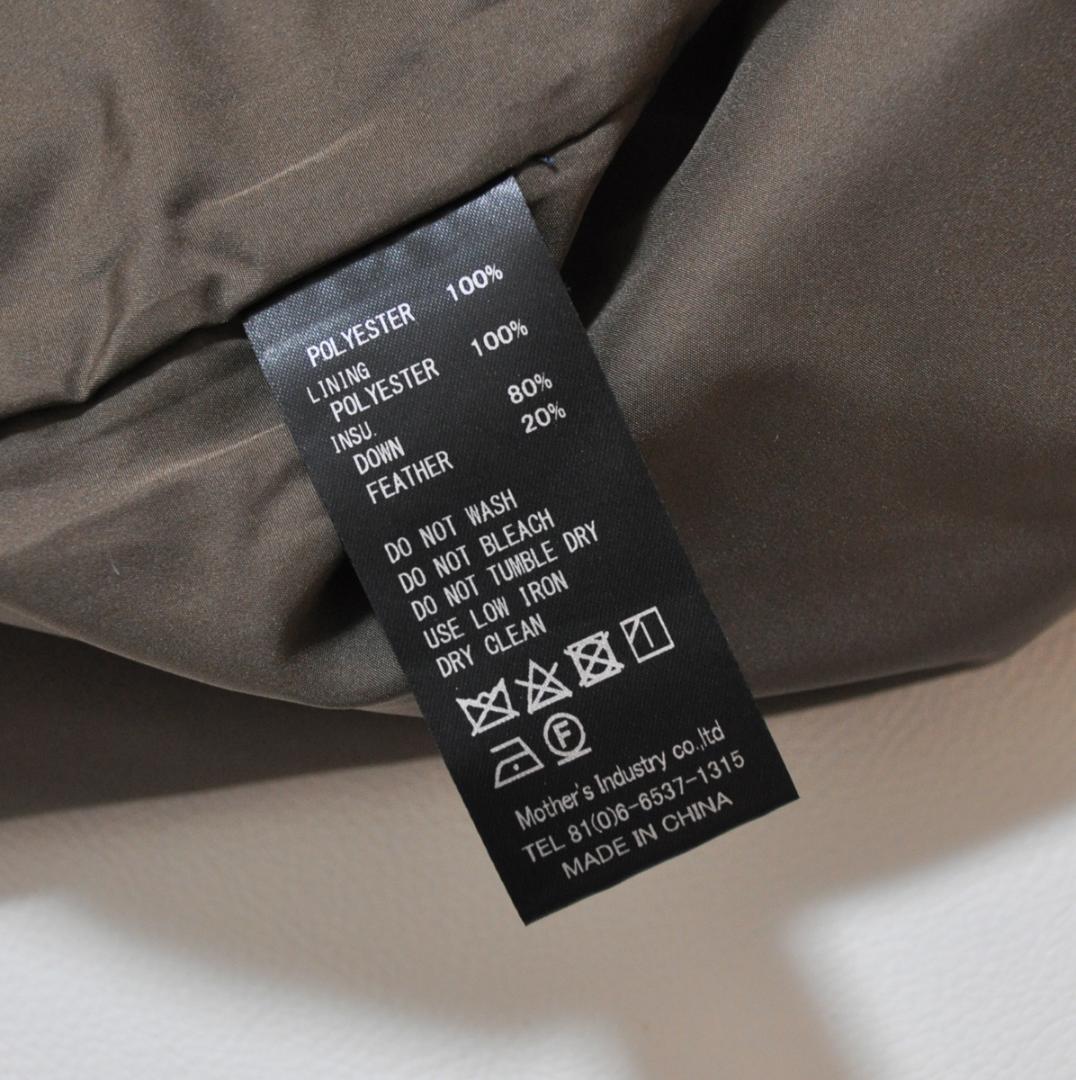 POLYESTER 100%
LINING
POLYESTER 100%
INSU.
DOWN 80%
FEATHER 20%
DO NOT WASH
DO NOT BLEACH
DO NOT TUMBLE DRY
USE LOW IRON
DRY CLEAN
F
Mother's Industry co.,ltd
TEL 81(0)6-6537-1315
MADE IN CHINA